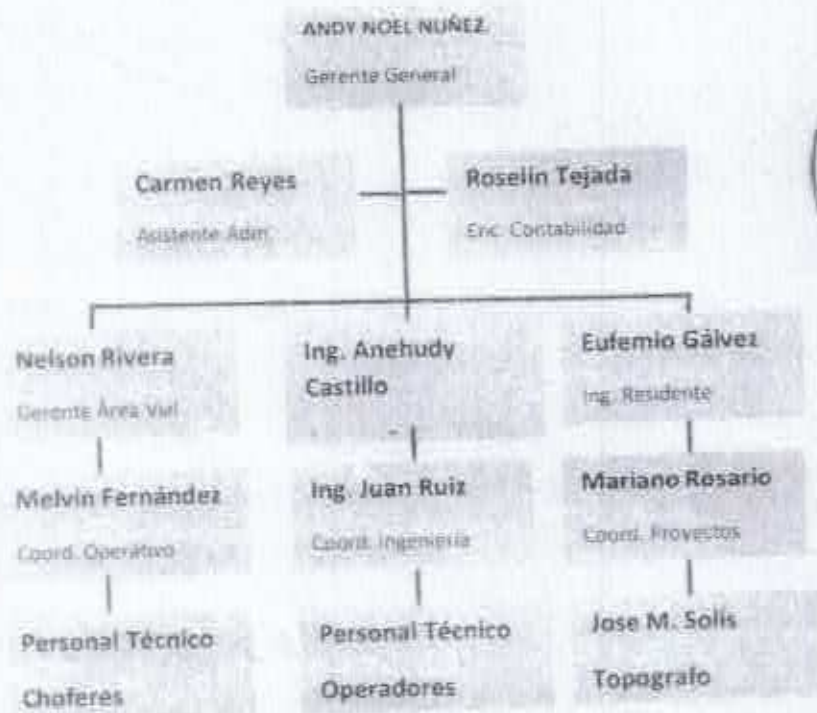 ANDY NOEL NUÑEZ
Gerente General
Carmen Reyes
Asistente Adm.
Roselin Tejada
Enc. Contabilidad
Nelson Rivera
Gerente Área Vial
Ing. Anehudy
Castillo
Eufemio Gálvez
Ing. Residente
Melvin Fernández
Coord. Operativo
Ing. Juan Ruiz
Coord. Ingenieria
Mariano Rosario
Coord. Proyectos
Personal Técnico
Choferes
Personal Técnico
Operadores
Jose M. Solis
Topografo